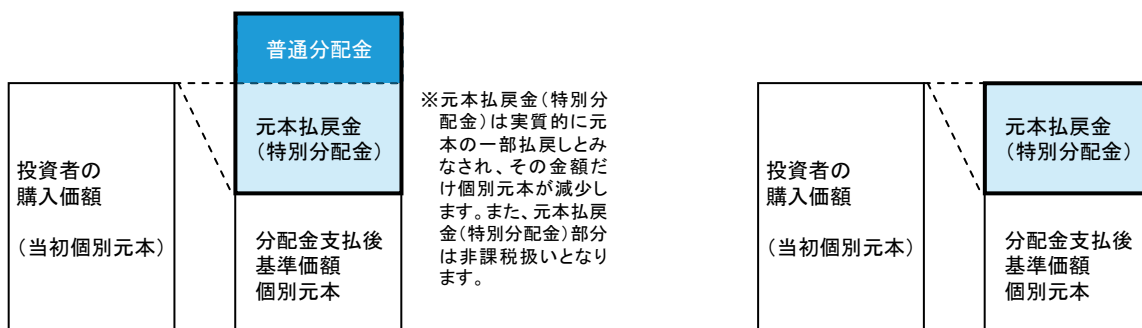 普通分配金
元本払戻金
（特別分配金）
投資者の
購入価額
（当初個別元本）
分配金支払後
基準価額
個別元本
※元本払戻金（特別分
配金）は実質的に元
本の一部払戻しとみ
なされ、その金額だ
け個別元本が減少し
ます。また、元本払戻
金（特別分配金）部分
は非課税扱いとなり
ます。
投資者の
購入価額
（当初個別元本）
元本払戻金
（特別分配金）
分配金支払後
基準価額
個別元本